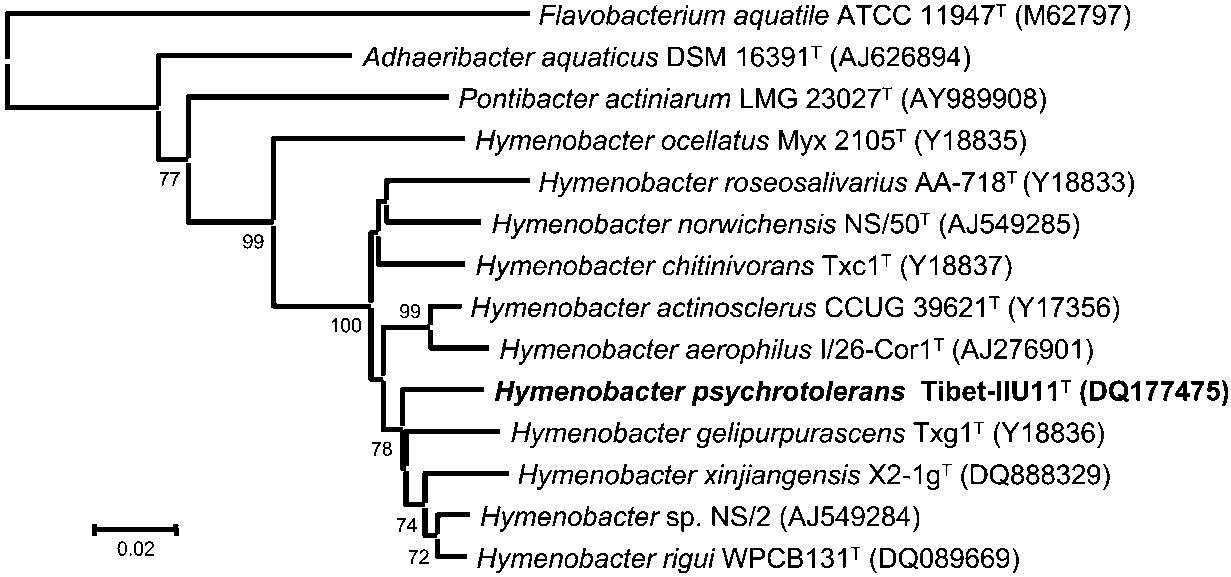 Flavobacterium aquatile ATCC 11947ᵀ (M62797)
Adhaeribacter aquaticus DSM 16391ᵀ (AJ626894)
Pontibacter actiniarum LMG 23027ᵀ (AY989908)
Hymenobacter ocellatus Myx 2105ᵀ (Y18835)
77
Hymenobacter roseosalivarius AA-718ᵀ (Y18833)
Hymenobacter norwichensis NS/50ᵀ (AJ549285)
99
Hymenobacter chitinivorans Txc1ᵀ (Y18837)
99
Hymenobacter actinosclerus CCUG 39621ᵀ (Y17356)
100
Hymenobacter aerophilus I/26-Cor1ᵀ (AJ276901)
Hymenobacter psychrotolerans Tibet-IIU11ᵀ (DQ177475)
Hymenobacter gelipurpurascens Txg1ᵀ (Y18836)
78
Hymenobacter xinjiangensis X2-1gᵀ (DQ888329)
Hymenobacter sp. NS/2 (AJ549284)
74
0.02
72
Hymenobacter rigui WPCB131ᵀ (DQ089669)